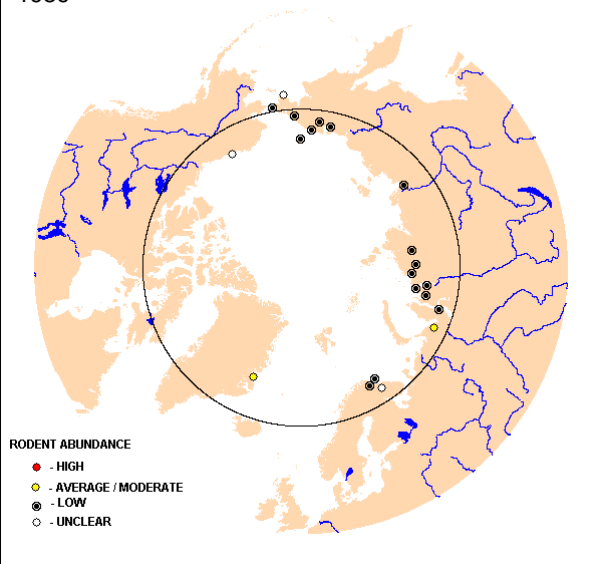 RODENT ABUNDANCE
- HIGH
- AVERAGE / MODERATE
- LOW
- UNCLEAR